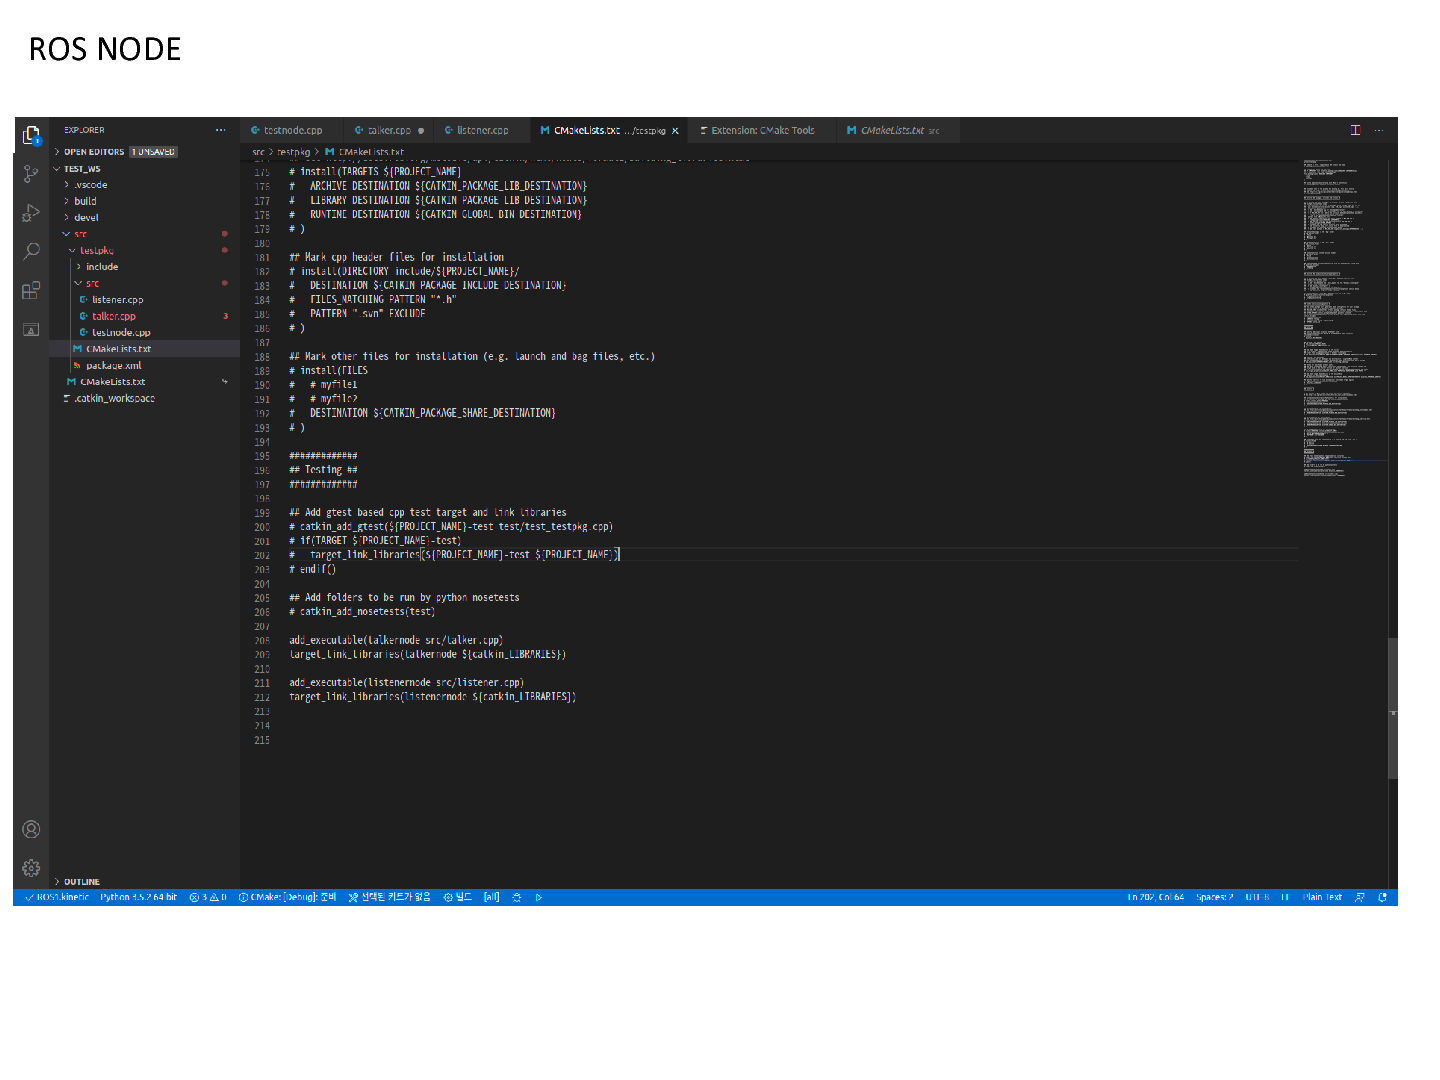 ROS NODE
EXPLORER
OPEN EDITORS 1 UNSAVED
TEST_WS
.vscode
build
devel
src
testpkg
include
src
listener.cpp
talker.cpp 3
testnode.cpp
CMakeLists.txt
package.xml
CMakeLists.txt
.catkin_workspace
OUTLINE
testnode.cpp talker.cpp listener.cpp CMakeLists.txt .../testpkg Extension: CMake Tools CMakeLists.txt src
src > testpkg > CMakeLists.txt
175 # install(TARGETS ${PROJECT_NAME}
176 #   ARCHIVE DESTINATION ${CATKIN_PACKAGE_LIB_DESTINATION}
177 #   LIBRARY DESTINATION ${CATKIN_PACKAGE_LIB_DESTINATION}
178 #   RUNTIME DESTINATION ${CATKIN_GLOBAL_BIN_DESTINATION}
179 # )
180
181 ## Mark cpp header files for installation
182 # install(DIRECTORY include/${PROJECT_NAME}/
183 #   DESTINATION ${CATKIN_PACKAGE_INCLUDE_DESTINATION}
184 #   FILES_MATCHING PATTERN "*.h"
185 #   PATTERN ".svn" EXCLUDE
186 # )
187
188 ## Mark other files for installation (e.g. launch and bag files, etc.)
189 # install(FILES
190 #   # myfile1
191 #   # myfile2
192 #   DESTINATION ${CATKIN_PACKAGE_SHARE_DESTINATION}
193 # )
194
195 #############
196 ## Testing ##
197 #############
198
199 ## Add gtest based cpp test target and link libraries
200 # catkin_add_gtest(${PROJECT_NAME}-test test/test_testpkg.cpp)
201 # if(TARGET ${PROJECT_NAME}-test)
202 #   target_link_libraries(${PROJECT_NAME}-test ${PROJECT_NAME})
203 # endif()
204
205 ## Add folders to be run by python nosetests
206 # catkin_add_nosetests(test)
207
208 add_executable(talkernode src/talker.cpp)
209 target_link_libraries(talkernode ${catkin_LIBRARIES})
210
211 add_executable(listenernode src/listener.cpp)
212 target_link_libraries(listenernode ${catkin_LIBRARIES})
213
214
215
ROS1.kinetic Python 3.5.2 64-bit 3 0 CMake: [Debug]: 준비 선택된 키트가 없음 빌드 [all] Ln 202, Col 64 Spaces: 2 UTF-8 LF Plain Text